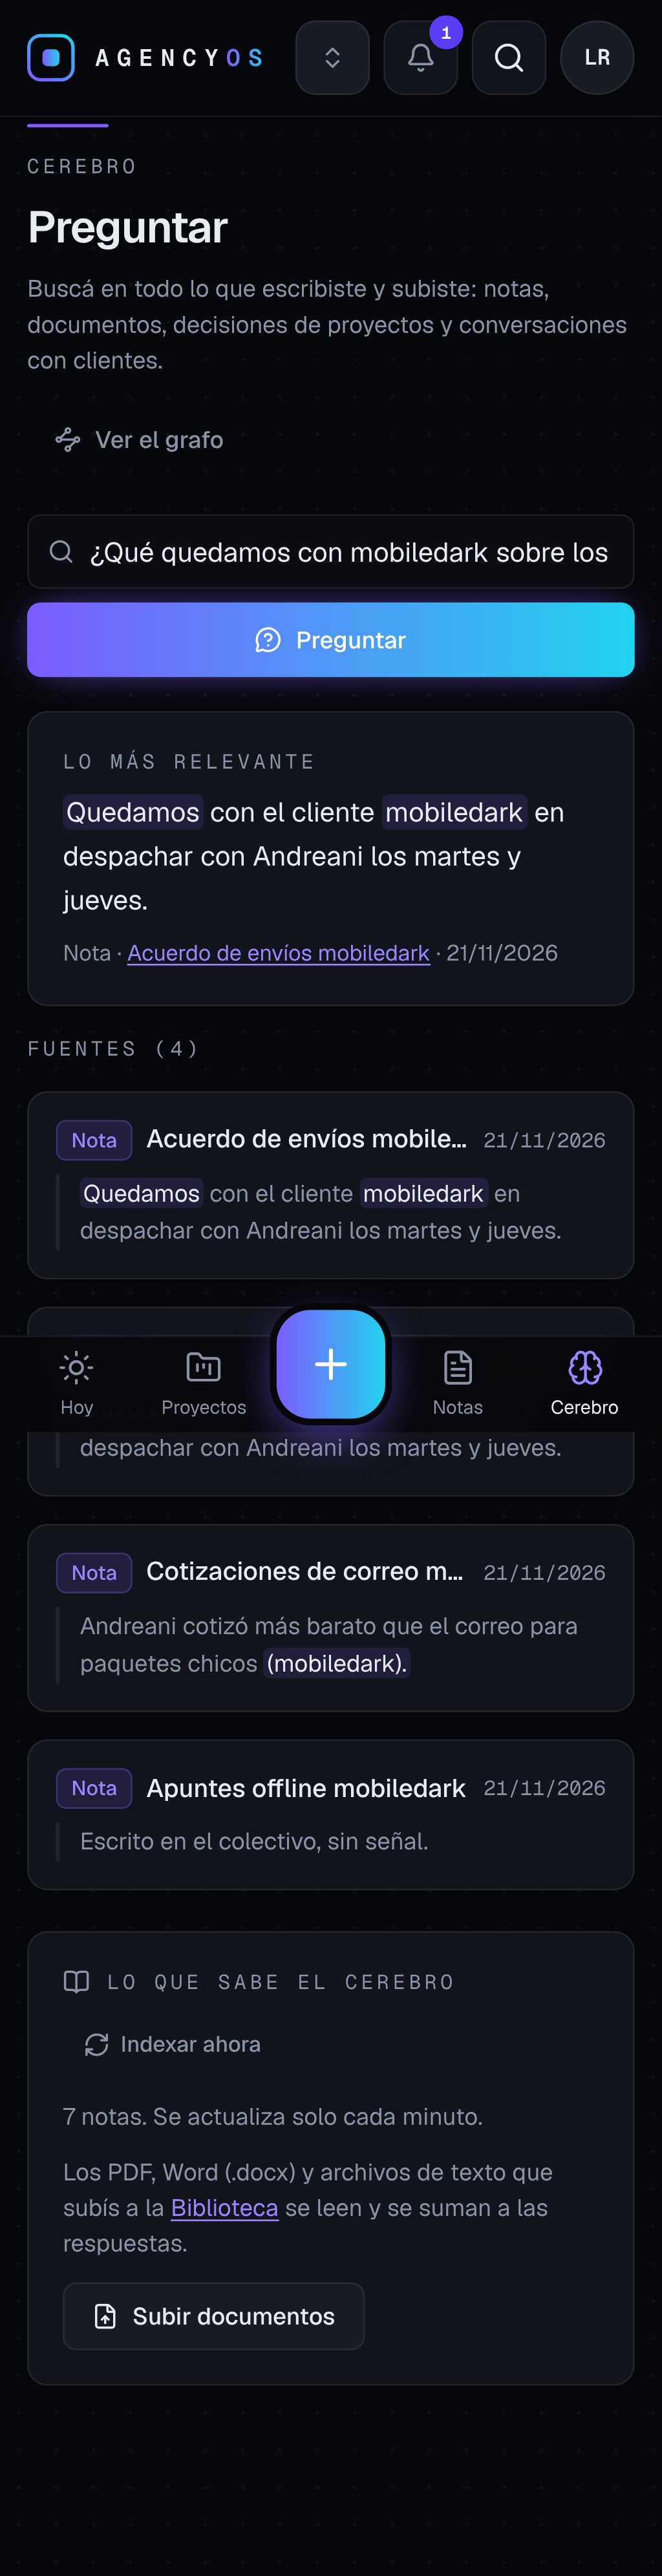 AGENCYOS
1
LR
CEREBRO
Preguntar
Buscá en todo lo que escribiste y subiste: notas,
documentos, decisiones de proyectos y conversaciones
con clientes.
Ver el grafo
¿Qué quedamos con mobiledark sobre los
Preguntar
LO MÁS RELEVANTE
Quedamos con el cliente mobiledark en
despachar con Andreani los martes y
jueves.
Nota · Acuerdo de envíos mobiledark · 21/11/2026
FUENTES (4)
Nota Acuerdo de envíos mobile… 21/11/2026
Quedamos con el cliente mobiledark en
despachar con Andreani los martes y jueves.
Hoy Proyectos Notas Cerebro
despachar con Andreani los martes y jueves.
Nota Cotizaciones de correo m… 21/11/2026
Andreani cotizó más barato que el correo para
paquetes chicos (mobiledark).
Nota Apuntes offline mobiledark 21/11/2026
Escrito en el colectivo, sin señal.
LO QUE SABE EL CEREBRO
Indexar ahora
7 notas. Se actualiza solo cada minuto.
Los PDF, Word (.docx) y archivos de texto que
subís a la Biblioteca se leen y se suman a las
respuestas.
Subir documentos